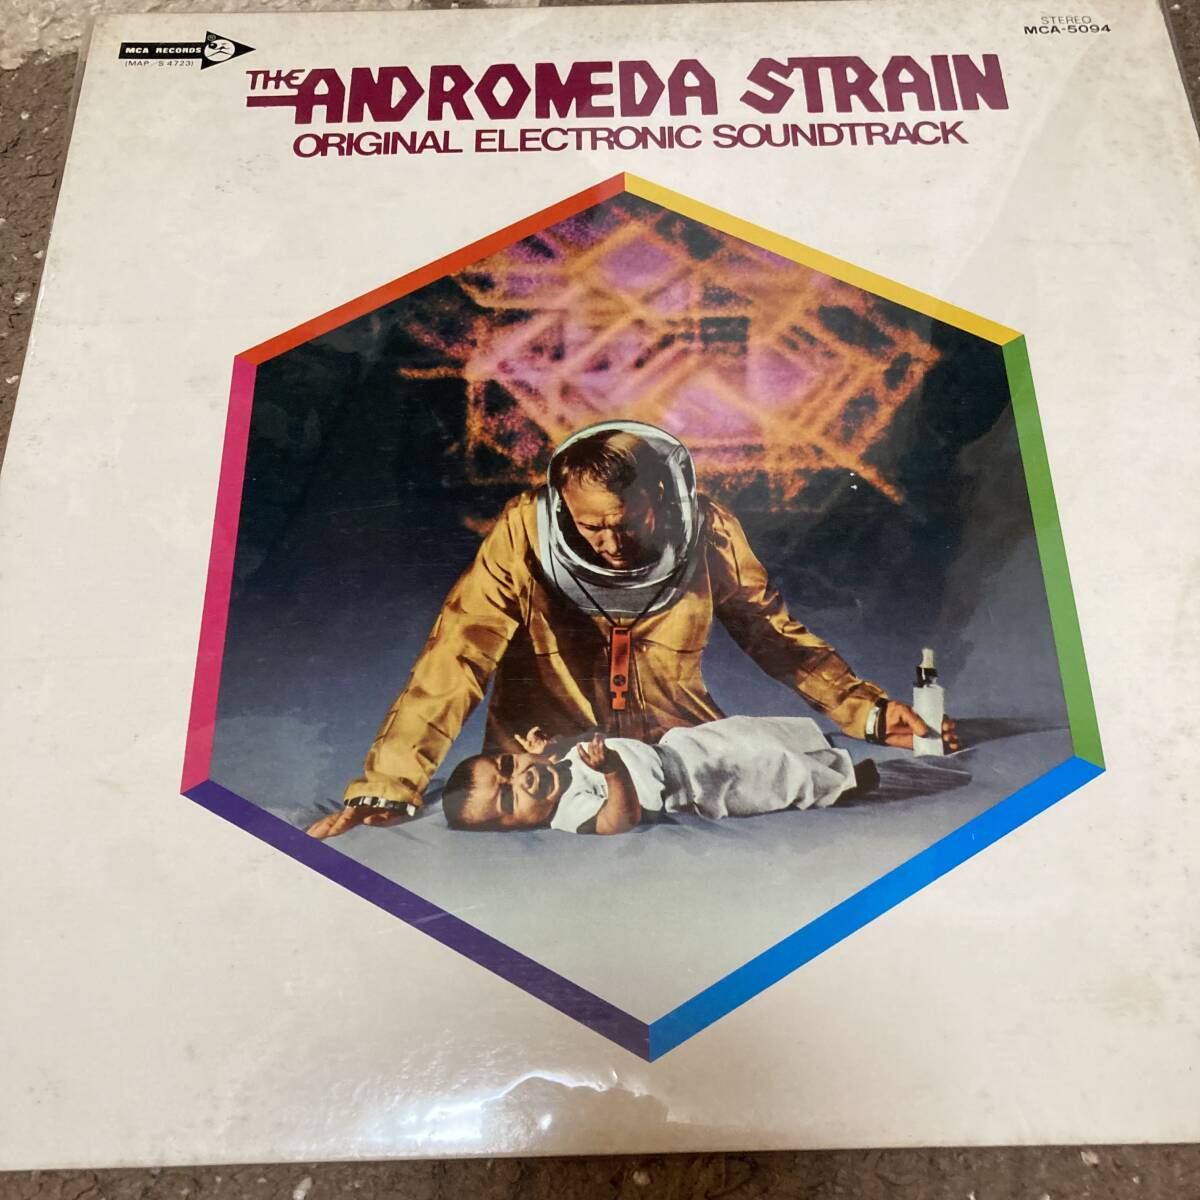 MCA RECORDS
(MAP/S 4723)
STEREO
MCA-5094
THE ANDROMEDA STRAIN
ORIGINAL ELECTRONIC SOUNDTRACK